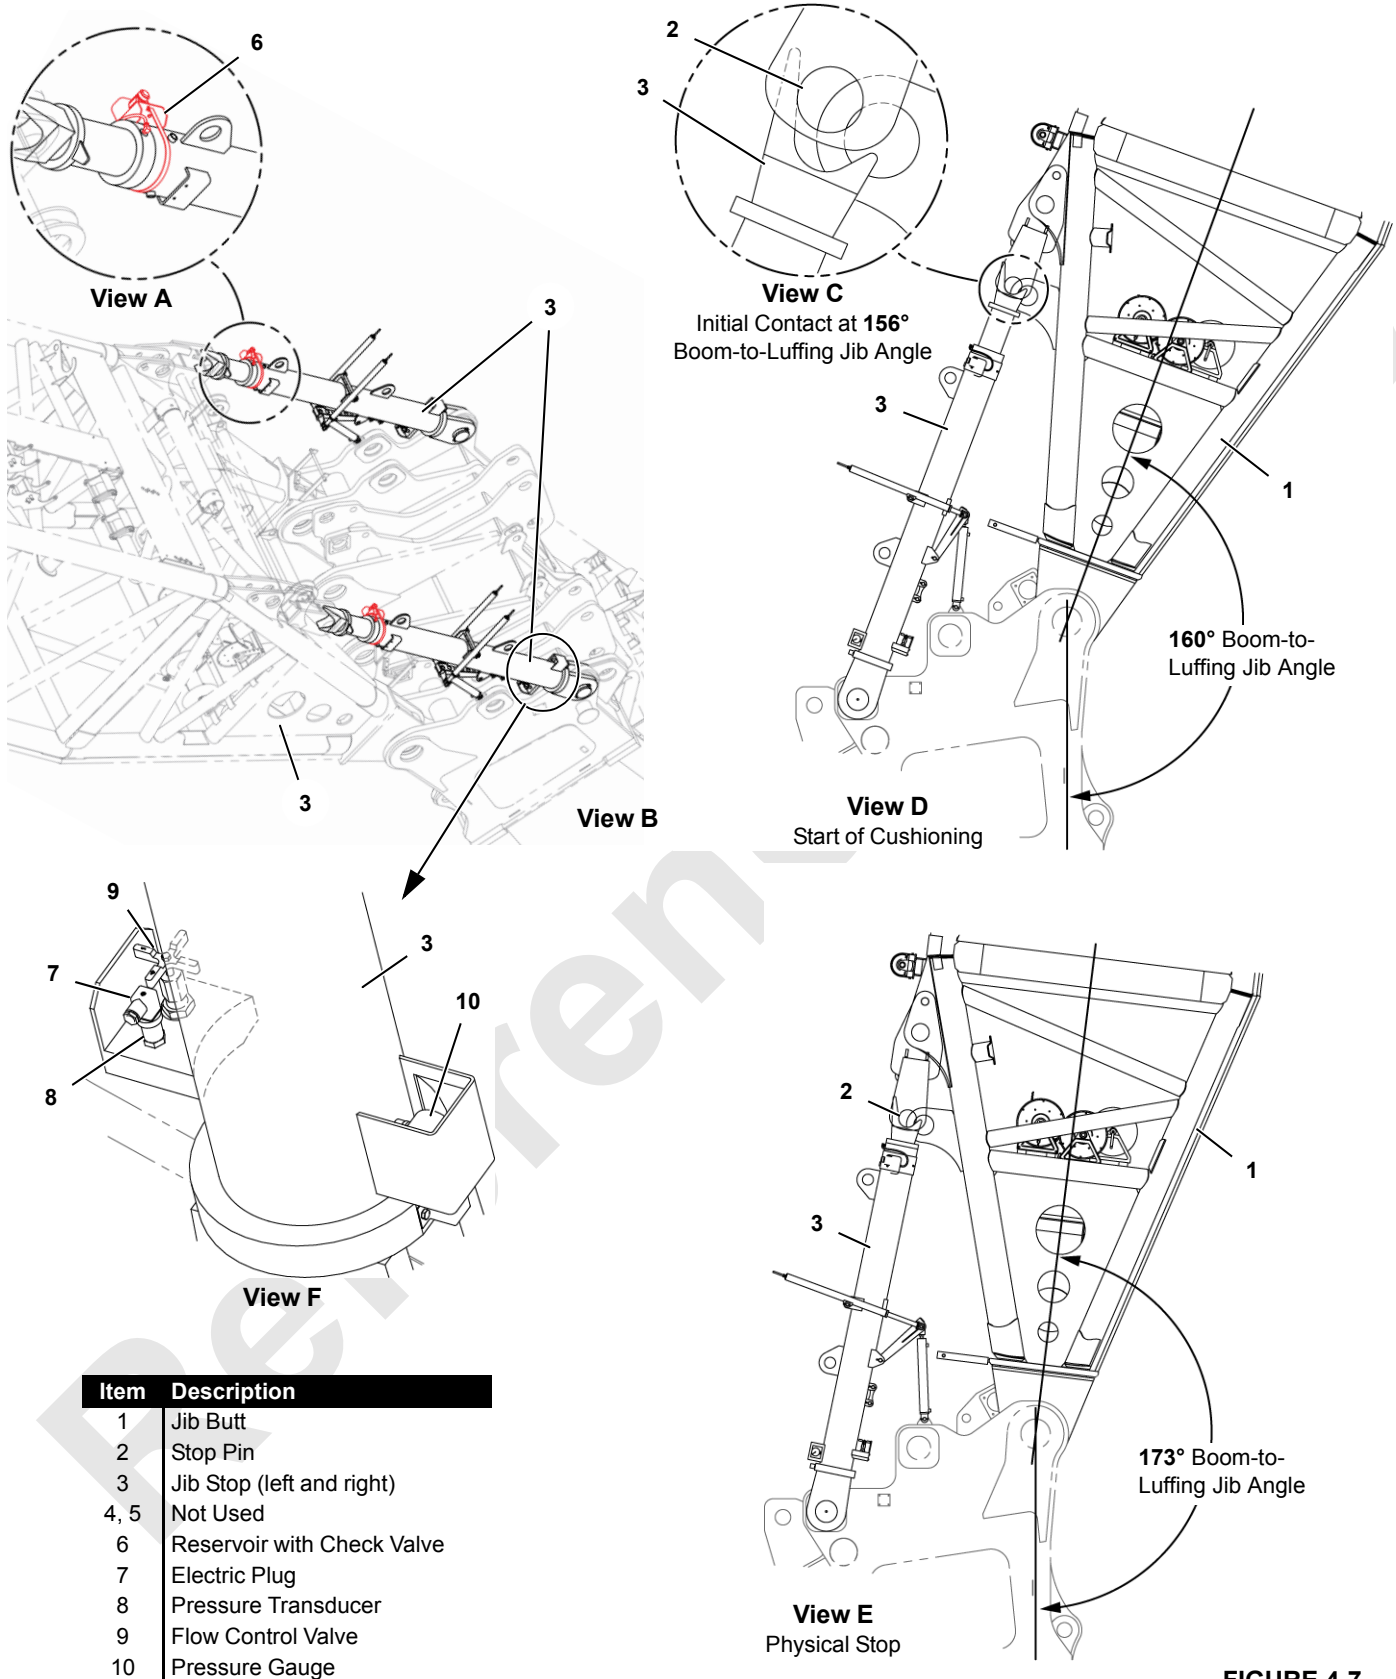 6
View A
3
3
View B
2
3
View C
Initial Contact at 156°
Boom-to-Luffing Jib Angle
3
1
160° Boom-to-
Luffing Jib Angle
View D
Start of Cushioning
9
3
7
10
8
View F
2
1
3
173° Boom-to-
Luffing Jib Angle
View E
Physical Stop
Item Description
1 Jib Butt
2 Stop Pin
3 Jib Stop (left and right)
4, 5 Not Used
6 Reservoir with Check Valve
7 Electric Plug
8 Pressure Transducer
9 Flow Control Valve
10 Pressure Gauge
FIGURE 4-7